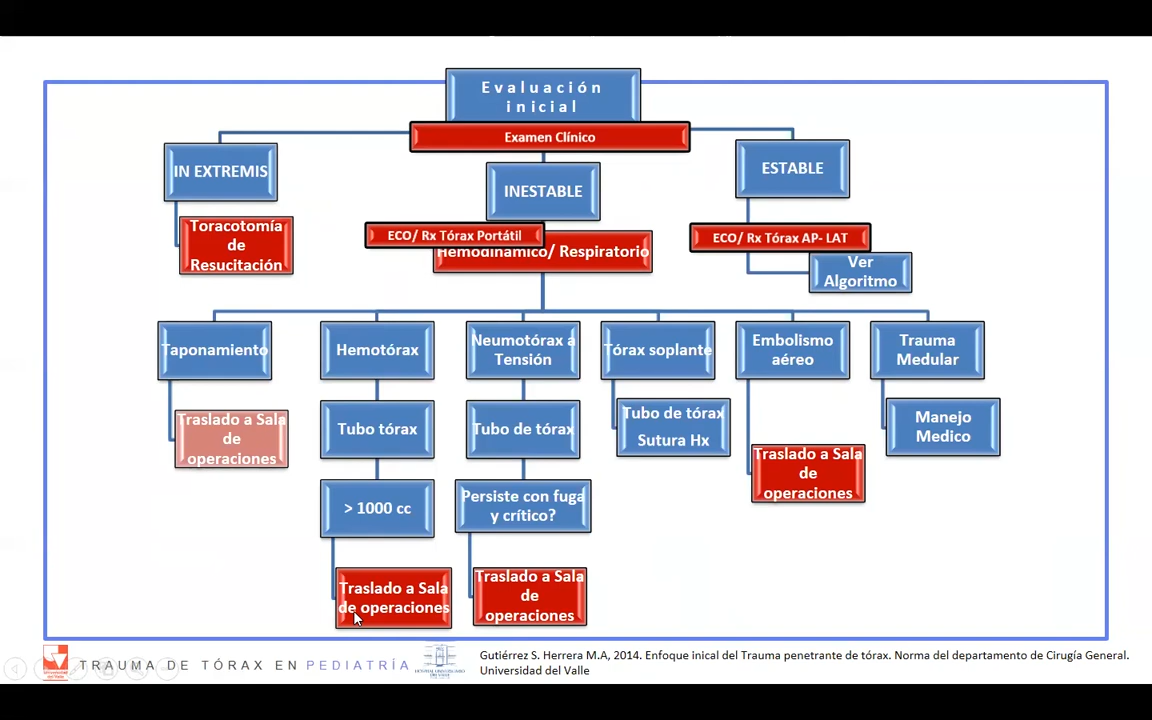 Evaluación
inicial
Examen Clínico
IN EXTREMIS
INESTABLE
ESTABLE
Toracotomía
de
Resucitación
ECO/ Rx Tórax Portátil
Hemodinámico/ Respiratorio
ECO/ Rx Tórax AP- LAT
Ver
Algoritmo
Taponamiento
Hemotórax
Neumotórax a
Tensión
Tórax soplante
Embolismo
aéreo
Trauma
Medular
Traslado a Sala
de
operaciones
Tubo tórax
Tubo de tórax
Tubo de tórax
Sutura Hx
Traslado a Sala
de
operaciones
Manejo
Medico
> 1000 cc
Persiste con fuga
y crítico?
Traslado a Sala
de operaciones
Traslado a Sala
de
operaciones
Universidad
del Valle
TRAUMA DE TÓRAX EN PEDIATRÍA
Gutiérrez S. Herrera M.A, 2014. Enfoque inical del Trauma penetrante de tórax. Norma del departamento de Cirugía General.
Universidad del Valle